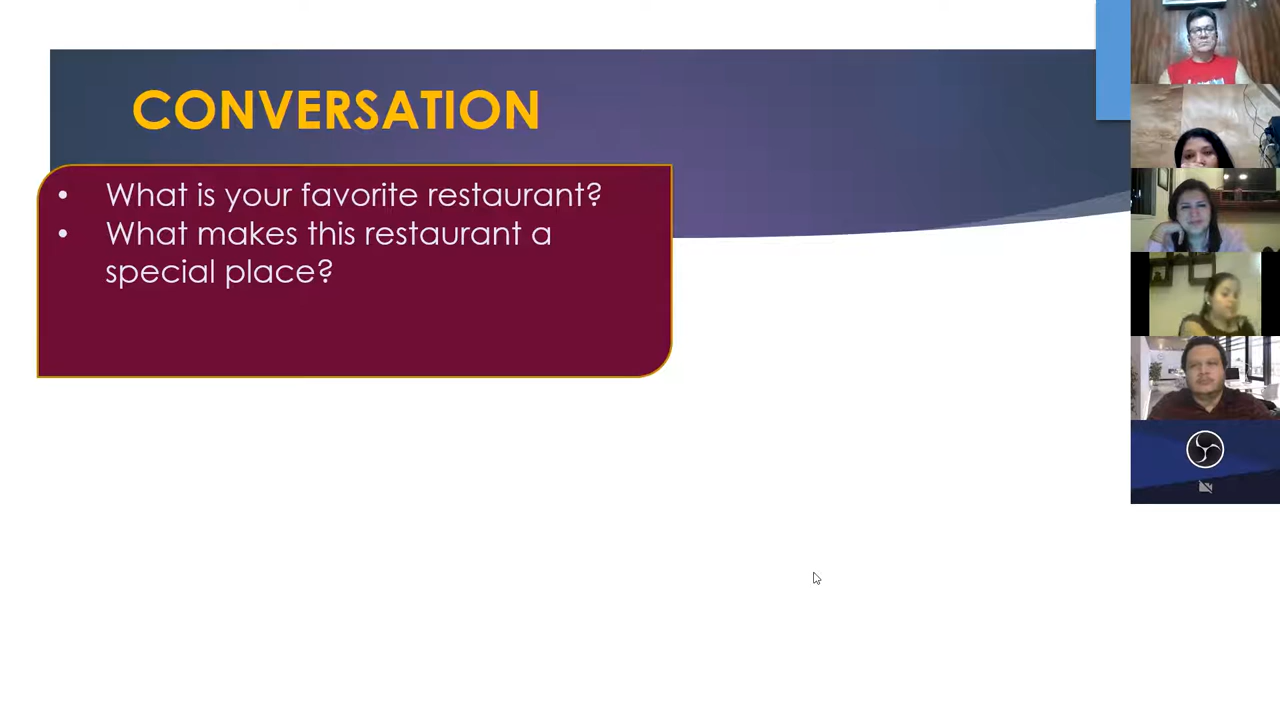 CONVERSATION
• What is your favorite restaurant?
• What makes this restaurant a
special place?